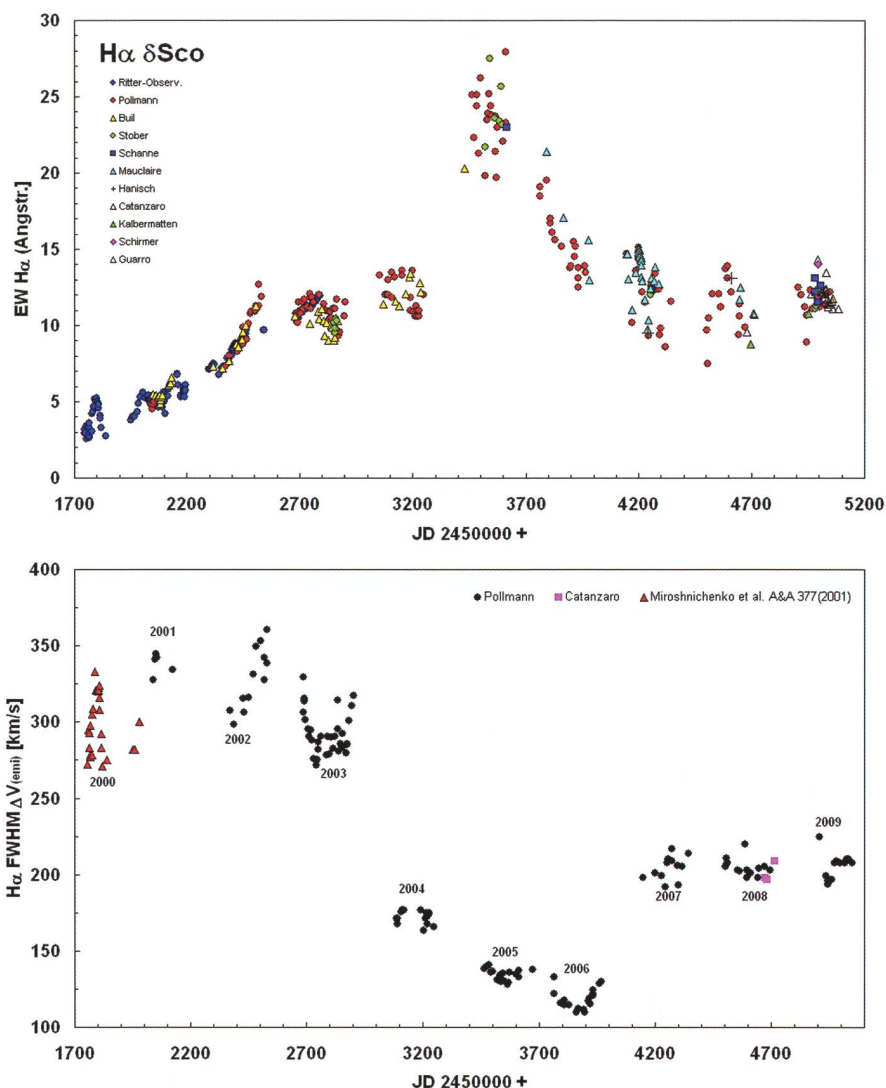 Hα δSco
Ritter-Observ.
Pollmann
Buil
Stober
Schanne
Mauclaire
Hanisch
Catanzaro
Kalbermatten
Schirmer
Guarro
EW Hα (Angstr.]
30
25
20
15
10
5
0
1700 2200 2700 3200 3700 4200 4700 5200
JD 2450000 +
Pollmann Catanzaro Miroshnichenko et al. A&A 377(2001)
Hα FWHM ΔV(emi) [km/s]
400
350
300
250
200
150
100
2001
2000
2002
2003
2004
2005
2006
2007
2008
2009
1700 2200 2700 3200 3700 4200 4700
JD 2450000 +